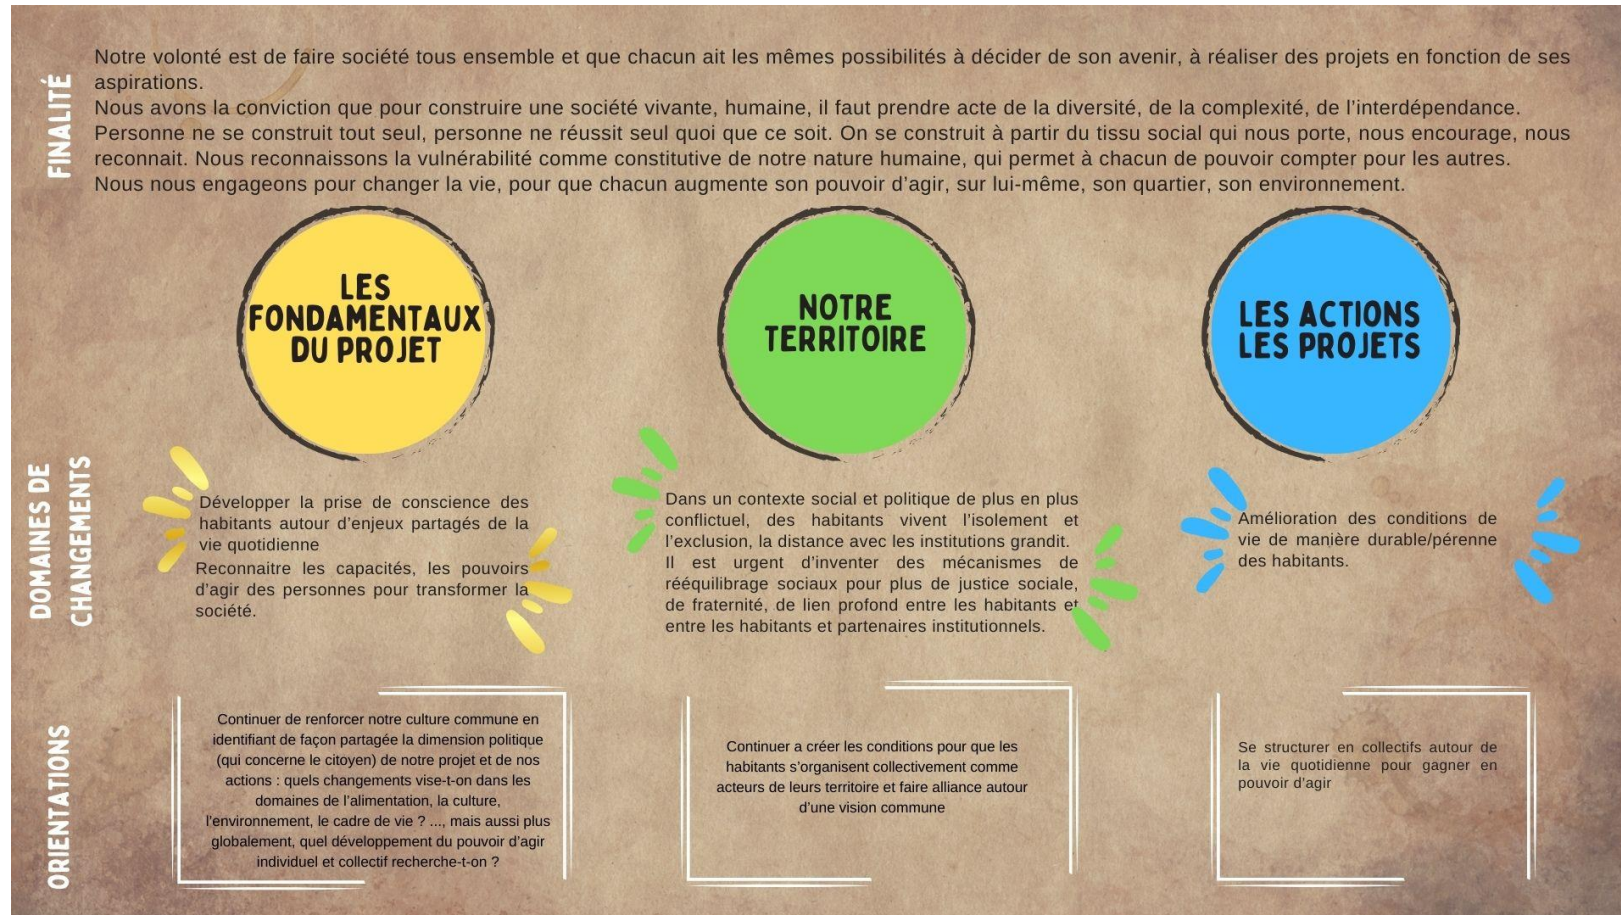 FINALITÉ
Notre volonté est de faire société tous ensemble et que chacun ait les mêmes possibilités à décider de son avenir, à réaliser des projets en fonction de ses
aspirations.
Nous avons la conviction que pour construire une société vivante, humaine, il faut prendre acte de la diversité, de la complexité, de l'interdépendance.
Personne ne se construit tout seul, personne ne réussit seul quoi que ce soit. On se construit à partir du tissu social qui nous porte, nous encourage, nous
reconnait. Nous reconnaissons la vulnérabilité comme constitutive de notre nature humaine, qui permet à chacun de pouvoir compter pour les autres.
Nous nous engageons pour changer la vie, pour que chacun augmente son pouvoir d'agir, sur lui-même, son quartier, son environnement.
LES
FONDAMENTAUX
DU PROJET
NOTRE
TERRITOIRE
LES ACTIONS
LES PROJETS
DOMAINES DE
CHANGEMENTS
Développer la prise de conscience des
habitants autour d'enjeux partagés de la
vie quotidienne
Reconnaitre les capacités, les pouvoirs
d'agir des personnes pour transformer la
société.
Dans un contexte social et politique de plus en plus
conflictuel, des habitants vivent l'isolement et
l'exclusion, la distance avec les institutions grandit.
Il est urgent d'inventer des mécanismes de
rééquilibrage sociaux pour plus de justice sociale,
de fraternité, de lien profond entre les habitants et
entre les habitants et partenaires institutionnels.
Amélioration des conditions de
vie de manière durable/pérenne
des habitants.
ORIENTATIONS
Continuer de renforcer notre culture commune en
identifiant de façon partagée la dimension politique
(qui concerne le citoyen) de notre projet et de nos
actions : quels changements vise-t-on dans les
domaines de l'alimentation, la culture,
l'environnement, le cadre de vie ? ..., mais aussi plus
globalement, quel développement du pouvoir d'agir
individuel et collectif recherche-t-on ?
Continuer a créer les conditions pour que les
habitants s'organisent collectivement comme
acteurs de leurs territoire et faire alliance autour
d'une vision commune
Se structurer en collectifs autour de
la vie quotidienne pour gagner en
pouvoir d'agir